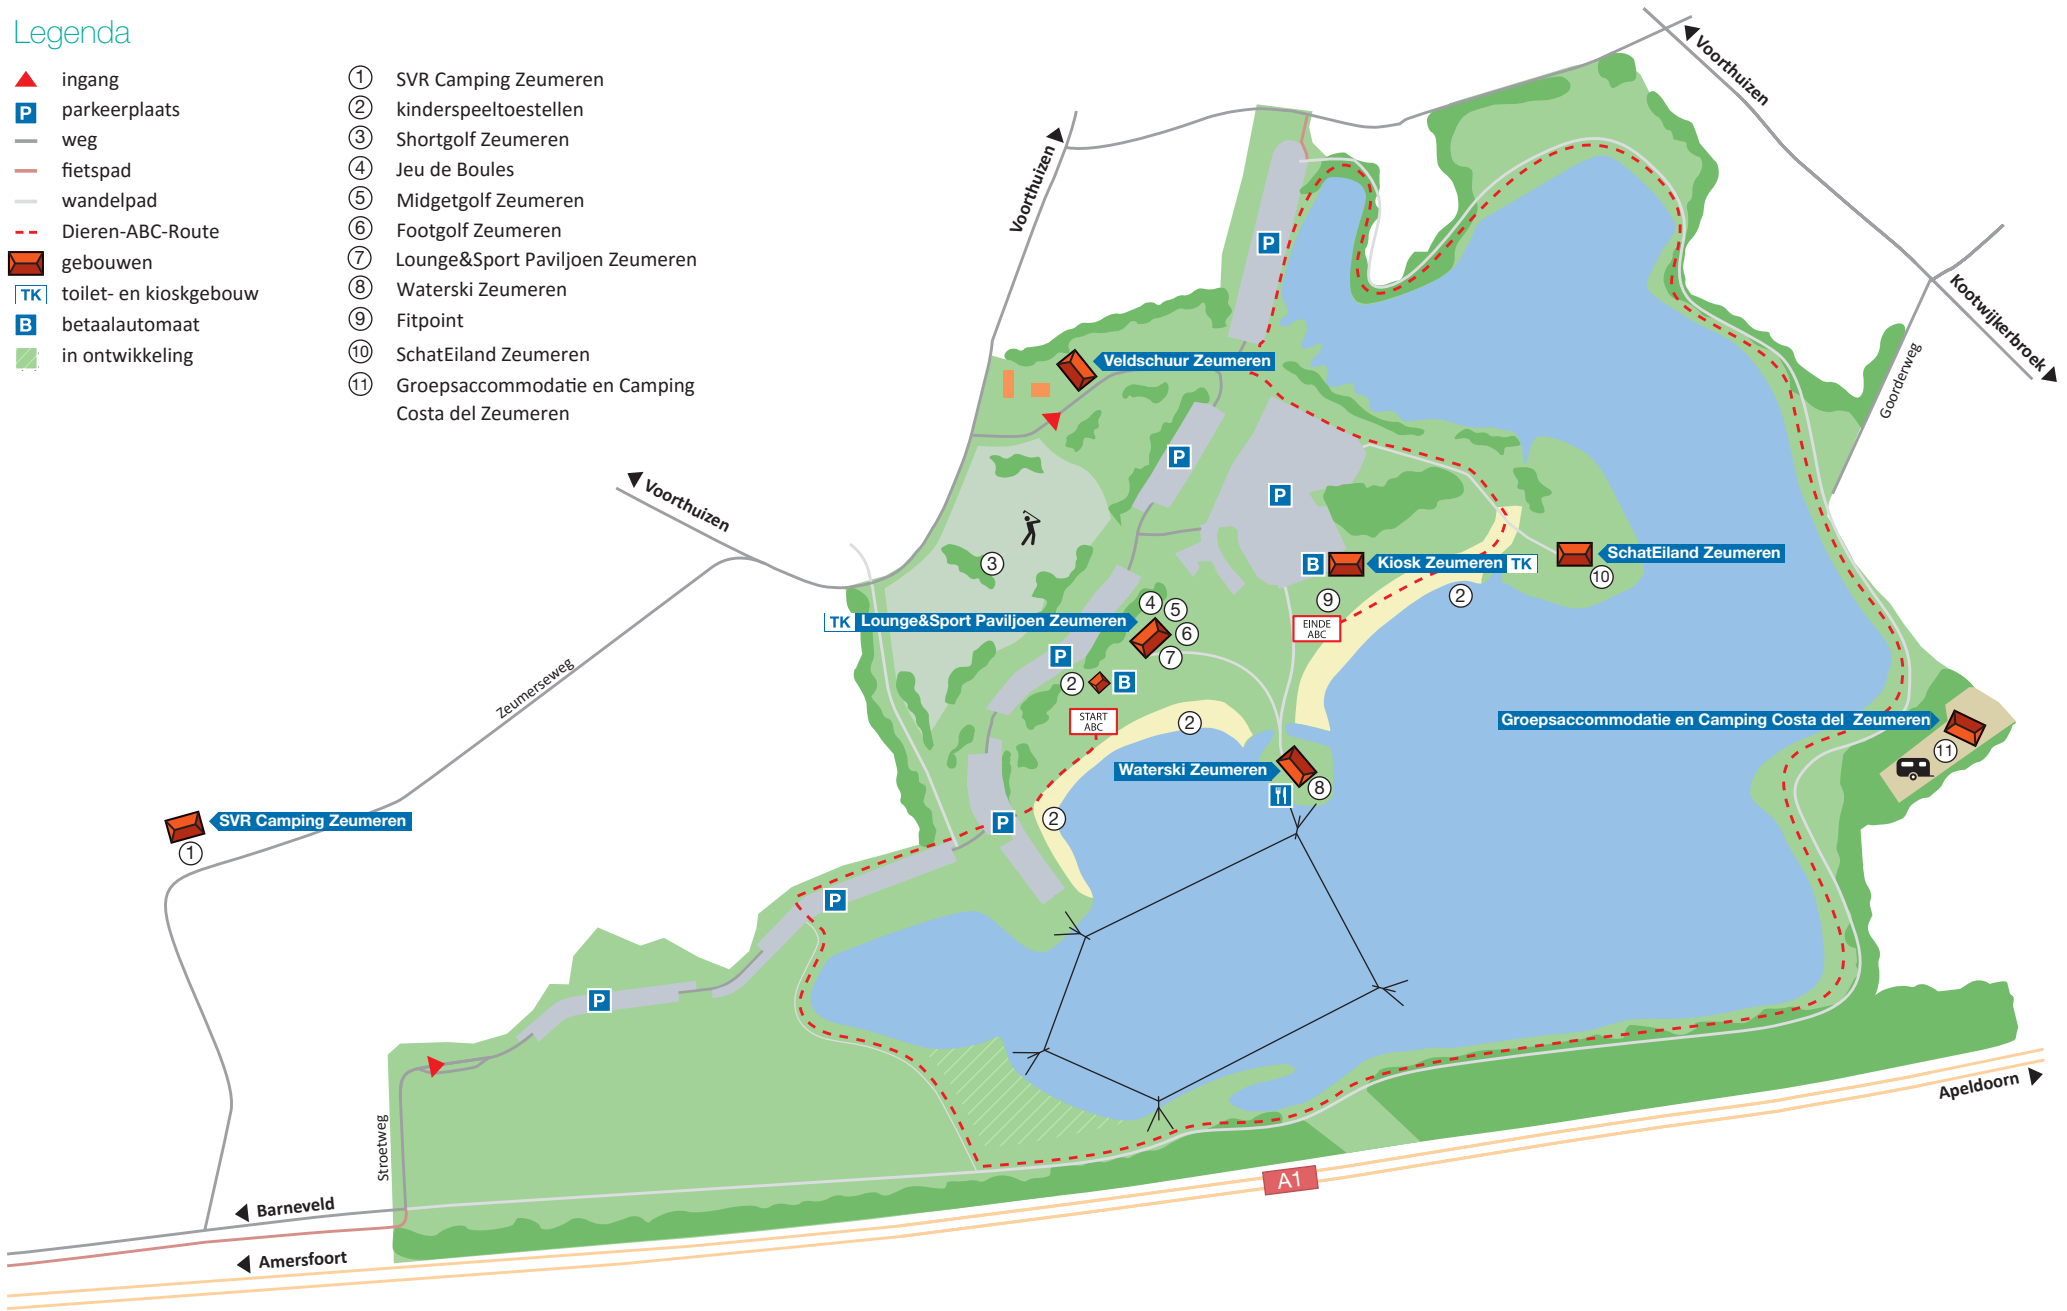 Legenda
ingang
P parkeerplaats
weg
fietspad
wandelpad
Dieren-ABC-Route
gebouwen
TK toilet- en kioskgebouw
B betaalautomaat
in ontwikkeling
1 SVR Camping Zeumeren
2 kinderspeeltoestellen
3 Shortgolf Zeumeren
4 Jeu de Boules
5 Midgetgolf Zeumeren
6 Footgolf Zeumeren
7 Lounge&Sport Paviljoen Zeumeren
8 Waterski Zeumeren
9 Fitpoint
10 SchatEiland Zeumeren
11 Groepsaccommodatie en Camping
Costa del Zeumeren
Voorthuizen
Voorthuizen
P
Kootwijkerbroek
Goorderweg
Veldschuur Zeumeren
P
P
Voorthuizen
3
B
Kiosk Zeumeren TK
SchatEiland Zeumeren
10
2
9
4
5
6
7
TK Lounge&Sport Paviljoen Zeumeren
EINDE
ABC
P
2
B
Zeumerseweg
START
ABC
2
Groepsaccommodatie en Camping Costa del Zeumeren
11
Waterski Zeumeren
8
SVR Camping Zeumeren
1
P
2
P
P
Stroetweg
Apeldoorn
A1
Barneveld
Amersfoort